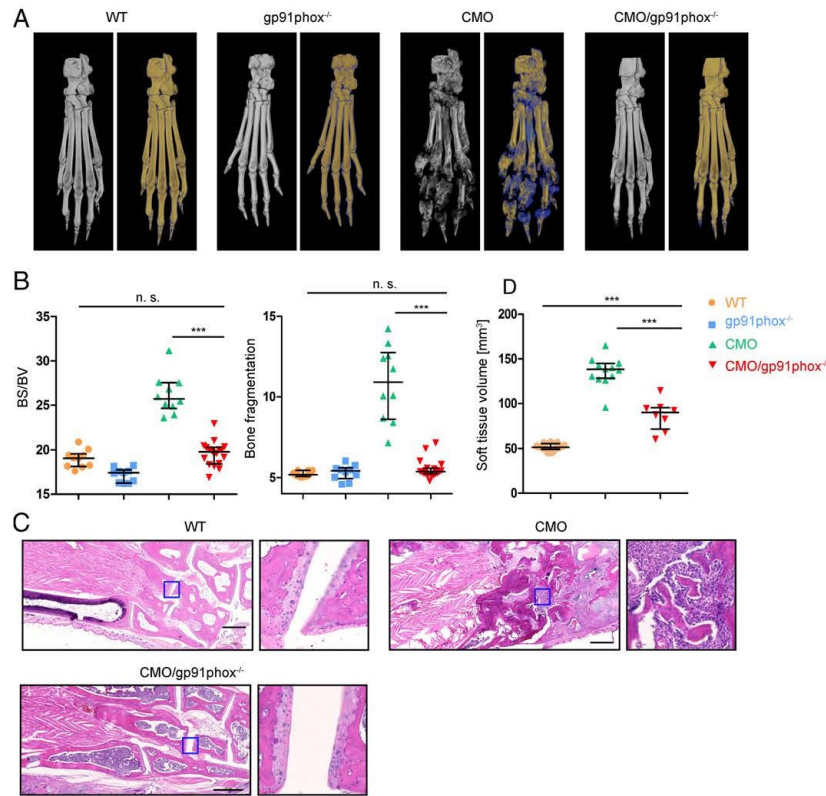 A
WT
gp91phox-/-
CMO
CMO/gp91phox-/-
B
n. s.
***
BS/BV
30
25
20
15
n. s.
***
Bone fragmentation
15
10
5
D
***
***
Soft tissue volume [mm³]
200
150
100
50
0
WT
gp91phox-/-
CMO
CMO/gp91phox-/-
C
WT
CMO
CMO/gp91phox-/-